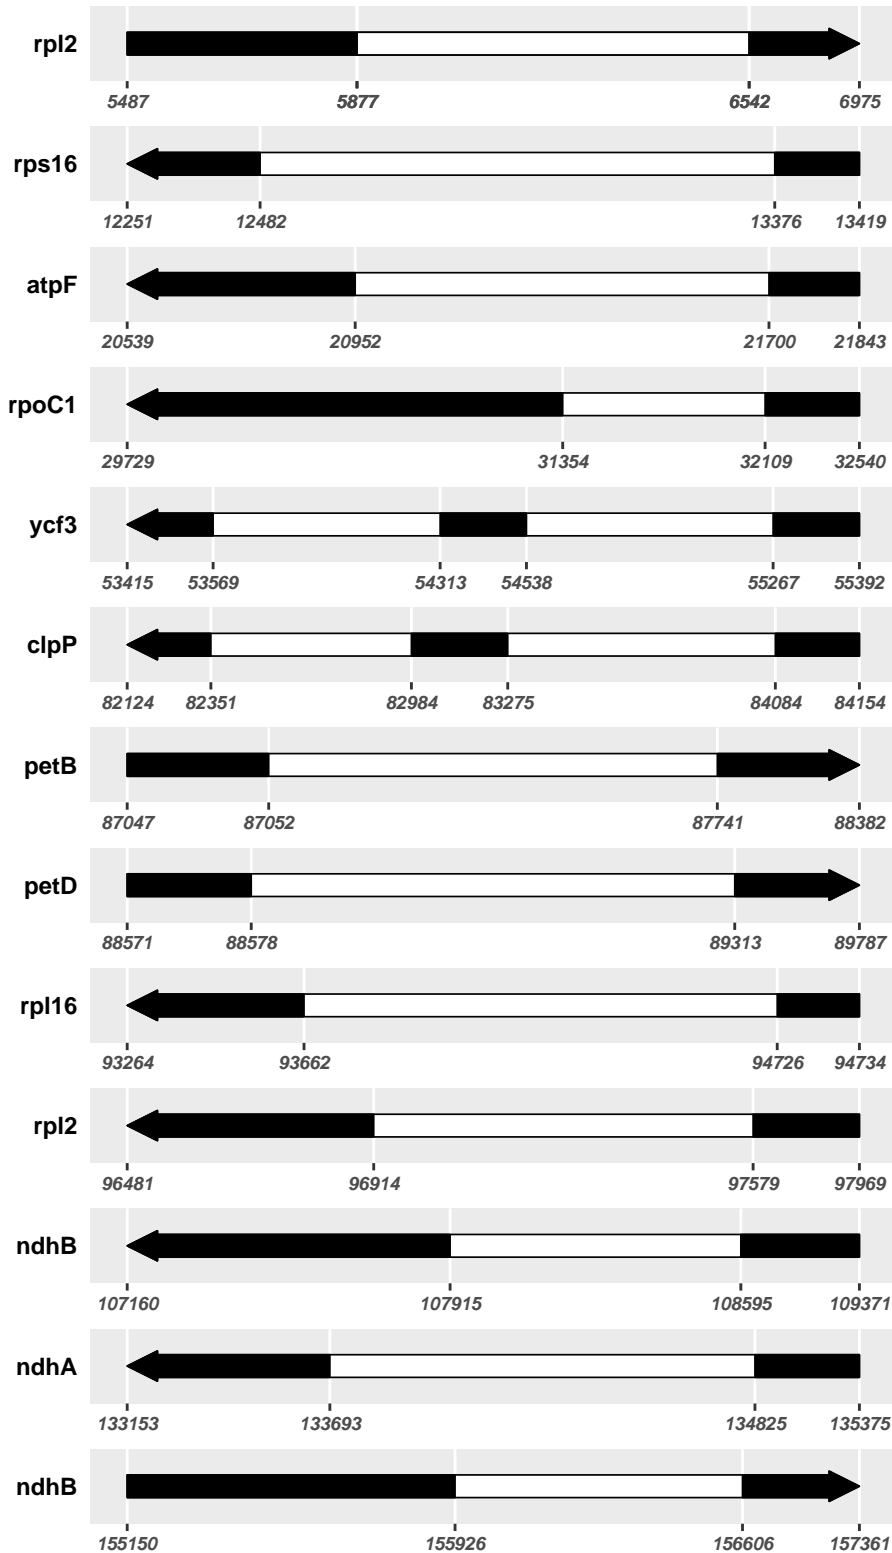 rpl2
5487 5877 6542 6975
rps16
12251 12482 13376 13419
atpF
20539 20952 21700 21843
rpoC1
29729 31354 32109 32540
ycf3
53415 53569 54313 54538 55267 55392
clpP
82124 82351 82984 83275 84084 84154
petB
87047 87052 87741 88382
petD
88571 88578 89313 89787
rpl16
93264 93662 94726 94734
rpl2
96481 96914 97579 97969
ndhB
107160 107915 108595 109371
ndhA
133153 133693 134825 135375
ndhB
155150 155926 156606 157361